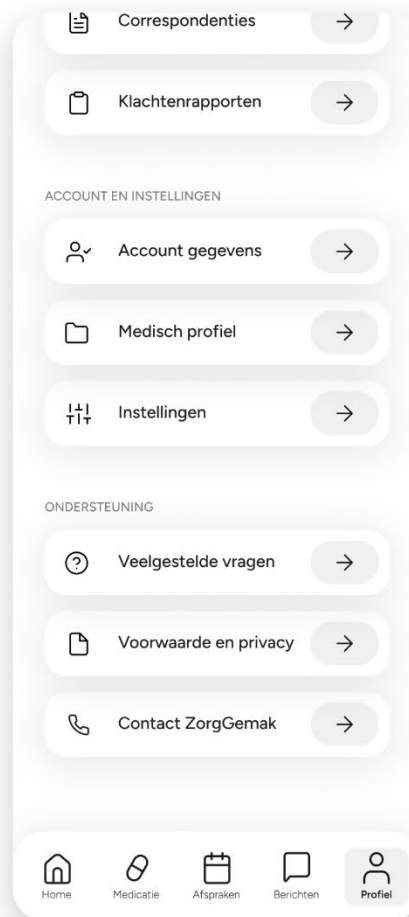 Correspondenties
Klachtenrapporten
ACCOUNT EN INSTELLINGEN
Account gegevens
Medisch profiel
Instellingen
ONDERSTEUNING
Veelgestelde vragen
Voorwaarde en privacy
Contact ZorgGemak
Home
Medicatie
Afspraken
Berichten
Profiel